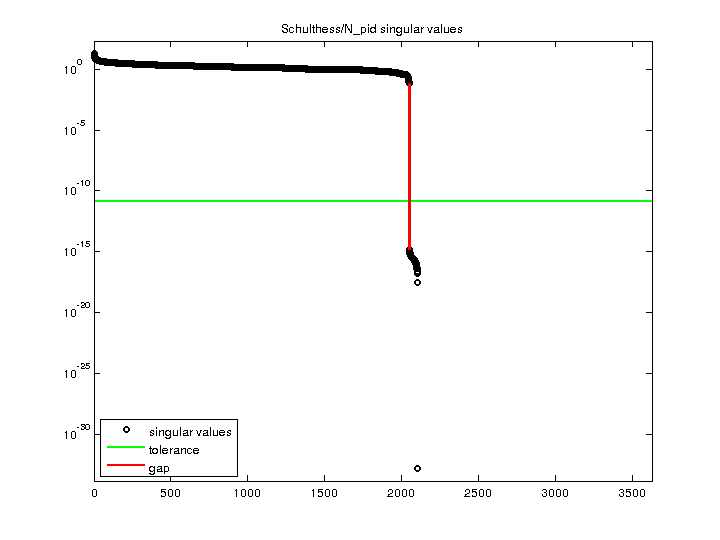 Schulthess/N_pid singular values
10^0
10^-5
10^-10
10^-15
10^-20
10^-25
10^-30
singular values
tolerance
gap
0 500 1000 1500 2000 2500 3000 3500